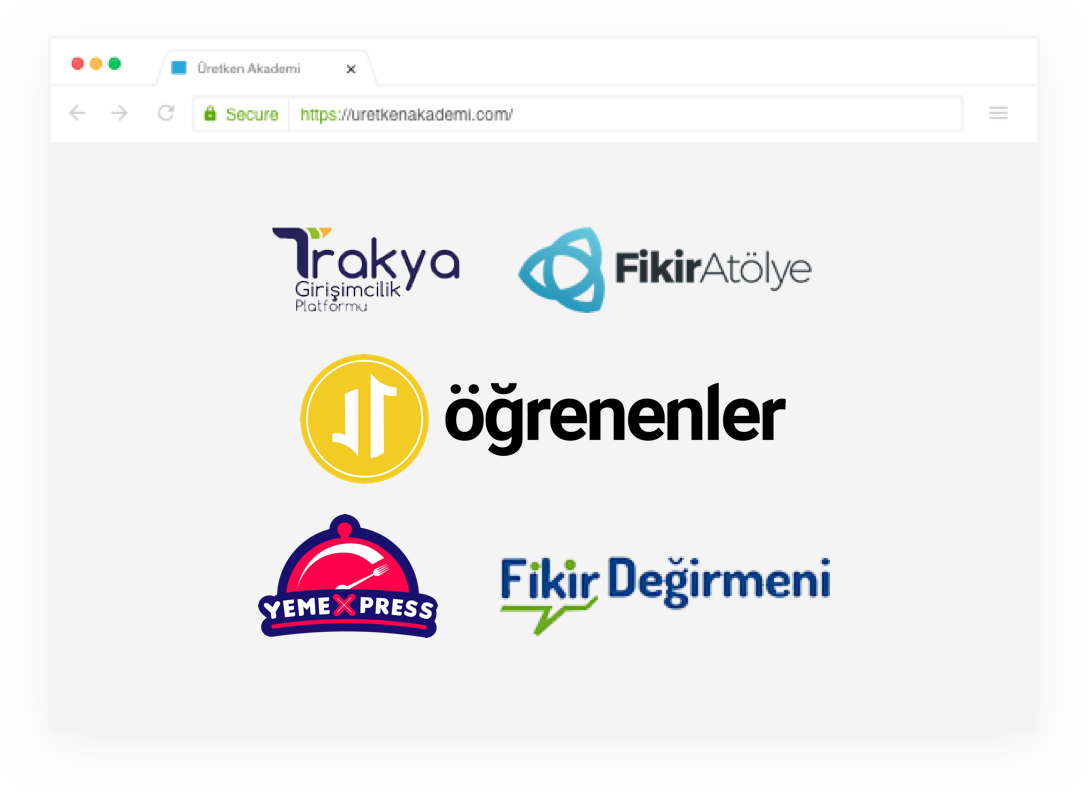 Üretken Akademi
Secure
https://uretkenakademi.com/
Trakya
Girişimcilik
Platformu
FikirAtölye
öğrenenler
YEMEXPRESS
Fikir Değirmeni